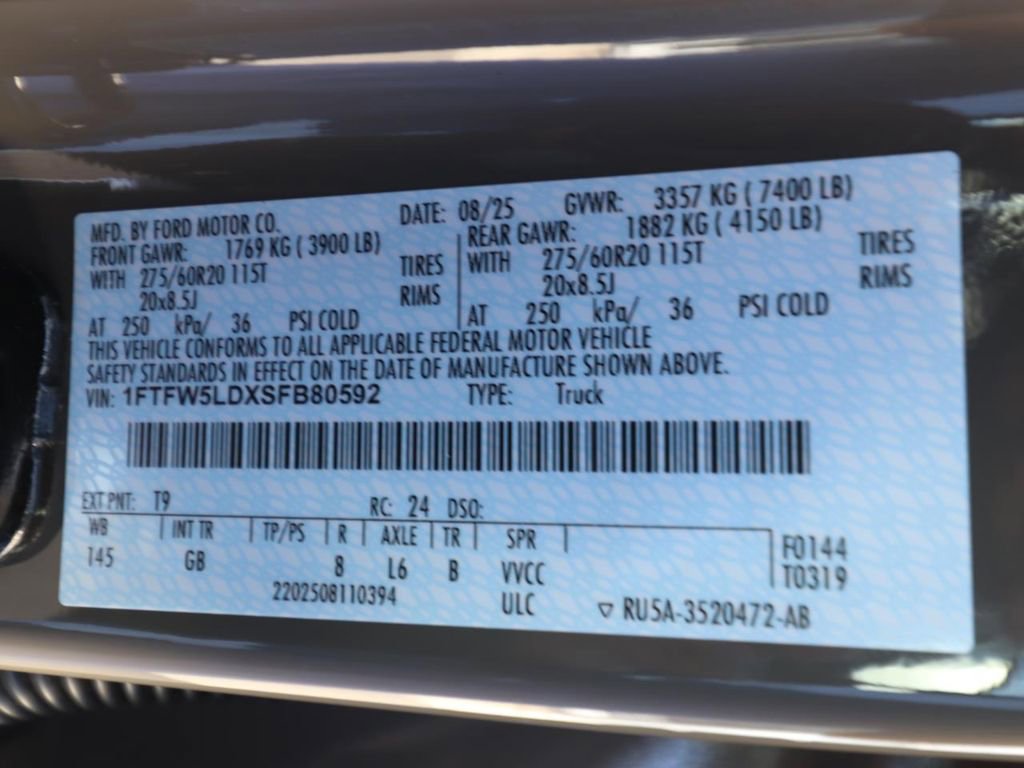 MFD. BY FORD MOTOR CO. DATE: 08/25 GVWR: 3357 KG ( 7400 LB)
FRONT GAWR: 1769 KG ( 3900 LB) REAR GAWR: 1882 KG ( 4150 LB)
WITH 275/60R20 115T TIRES WITH 275/60R20 115T TIRES
20x8.5J RIMS 20x8.5J RIMS
AT 250 kPa/ 36 PSI COLD AT 250 kPa/ 36 PSI COLD
THIS VEHICLE CONFORMS TO ALL APPLICABLE FEDERAL MOTOR VEHICLE
SAFETY STANDARDS IN EFFECT ON THE DATE OF MANUFACTURE SHOWN ABOVE.
VIN: 1FTFW5LDXSFB80592 TYPE: Truck
EXT PNT: T9 RC: 24 DSO:
WB INT TR TP/PS R AXLE TR SPR F0144
145 GB 8 L6 B VVCC T0319
2202508110394 ULC ▽ RU5A-3520472-AB